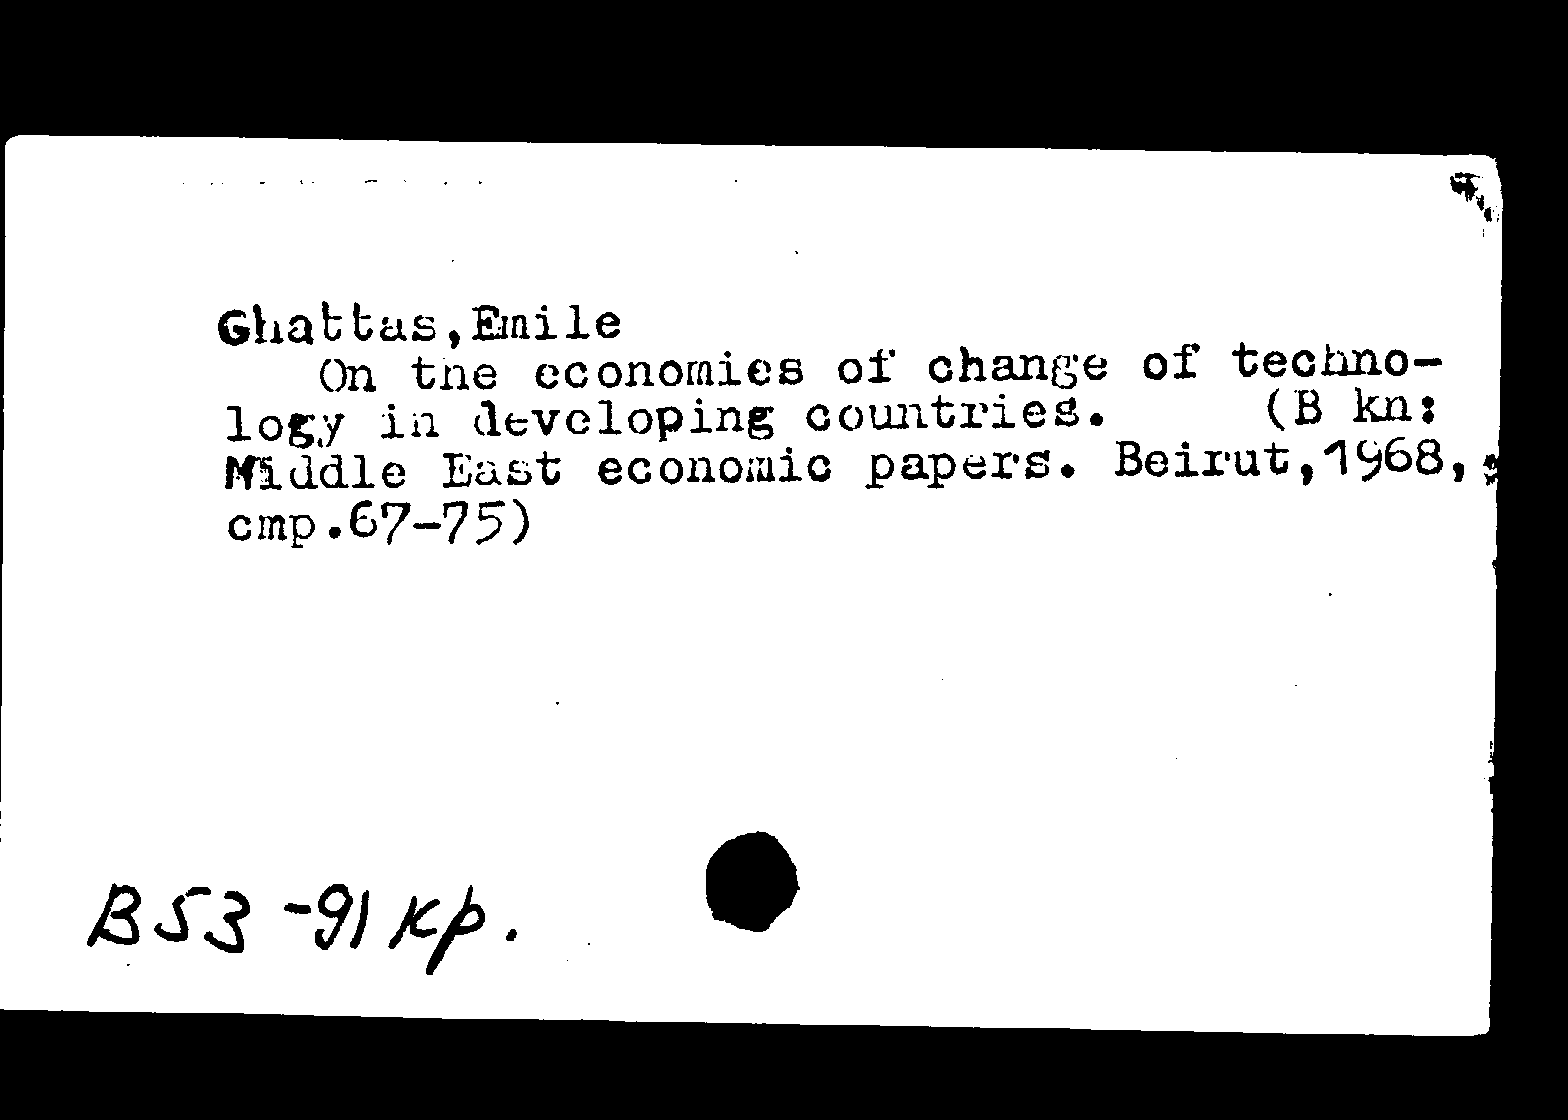 Ghattas,Emile
On the economics of change of techno-
logy in developing countries. (B kn:
Middle East economic papers. Beirut,1968,
cmp.67-75)
B53-91 кр.